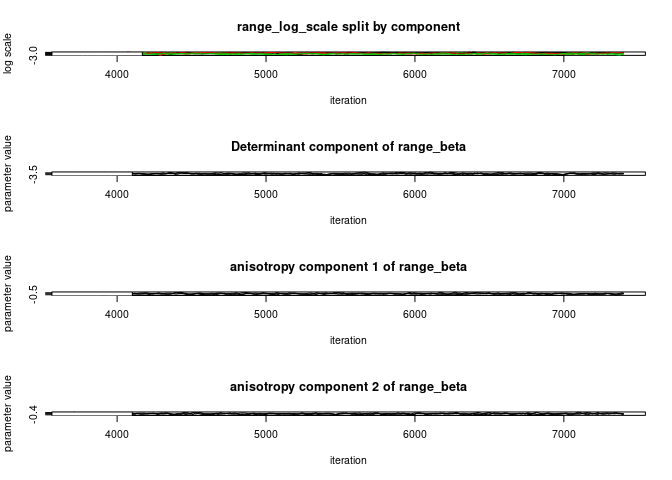 range_log_scale split by component
log scale
-3.0
4000 5000 6000 7000
iteration
Determinant component of range_beta
parameter value
-3.5
4000 5000 6000 7000
iteration
anisotropy component 1 of range_beta
parameter value
-0.5
4000 5000 6000 7000
iteration
anisotropy component 2 of range_beta
parameter value
-0.4
4000 5000 6000 7000
iteration